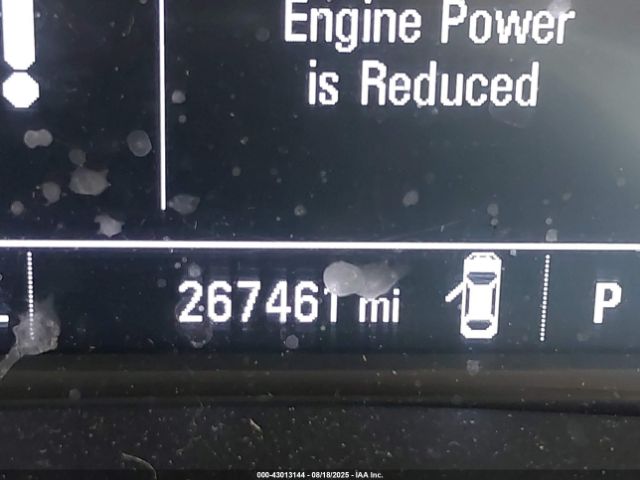 !
Engine Power
is Reduced
267461 mi
P
000-43013144 - 08/18/2025 - IAA Inc.